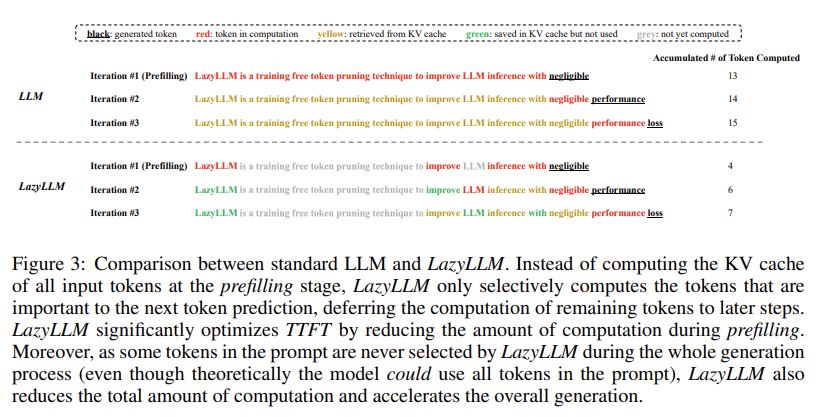 black: generated token red: token in computation yellow: retrieved from KV cache green: saved in KV cache but not used grey: not yet computed
Accumulated # of Token Computed
LLM
Iteration #1 (Prefilling) LazyLLM is a training free token pruning technique to improve LLM inference with negligible 13
Iteration #2 LazyLLM is a training free token pruning technique to improve LLM inference with negligible performance 14
Iteration #3 LazyLLM is a training free token pruning technique to improve LLM inference with negligible performance loss 15
LazyLLM
Iteration #1 (Prefilling) LazyLLM is a training free token pruning technique to improve LLM inference with negligible 4
Iteration #2 LazyLLM is a training free token pruning technique to improve LLM inference with negligible performance 6
Iteration #3 LazyLLM is a training free token pruning technique to improve LLM inference with negligible performance loss 7
Figure 3: Comparison between standard LLM and LazyLLM. Instead of computing the KV cache
of all input tokens at the prefilling stage, LazyLLM only selectively computes the tokens that are
important to the next token prediction, deferring the computation of remaining tokens to later steps.
LazyLLM significantly optimizes TTFT by reducing the amount of computation during prefilling.
Moreover, as some tokens in the prompt are never selected by LazyLLM during the whole generation
process (even though theoretically the model could use all tokens in the prompt), LazyLLM also
reduces the total amount of computation and accelerates the overall generation.